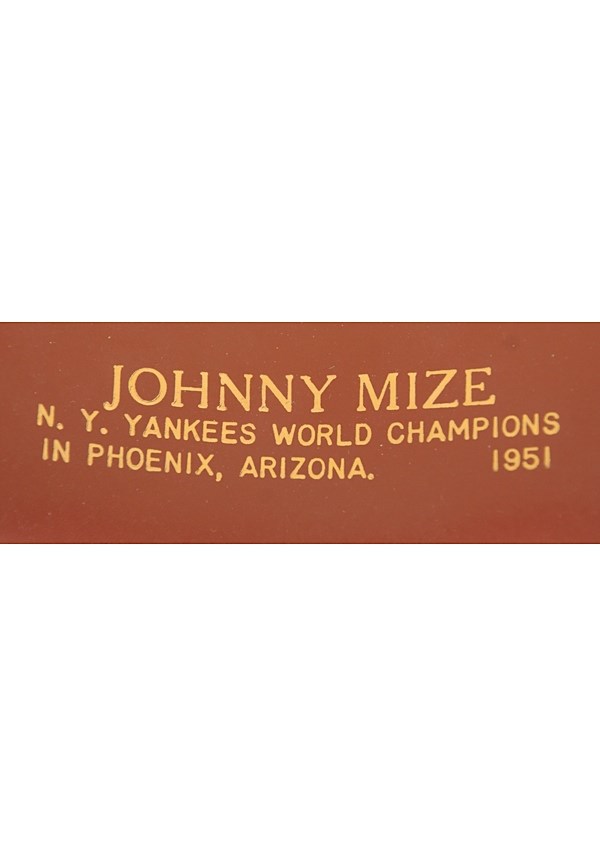 JOHNNY MIZE
N. Y. YANKEES WORLD CHAMPIONS
IN PHOENIX, ARIZONA. 1951